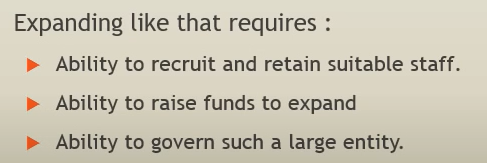 Expanding like that requires :
Ability to recruit and retain suitable staff.
Ability to raise funds to expand
Ability to govern such a large entity.